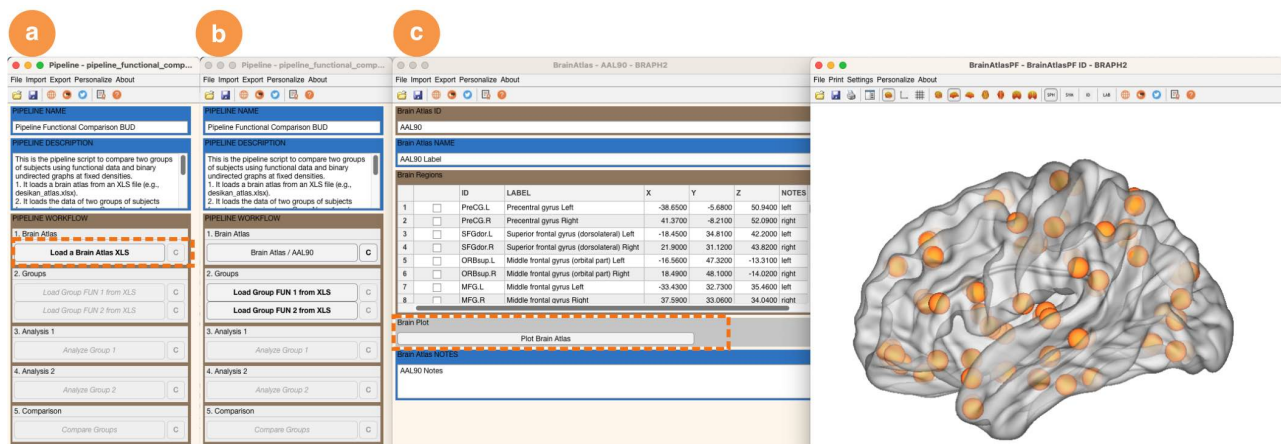 a
b
c
Pipeline - pipeline_functional_comp...
File Import Export Personalize About
PIPELINE NAME
Pipeline Functional Comparison BUD
PIPELINE DESCRIPTION
This is the pipeline script to compare two groups
of subjects using functional data and binary
undirected graphs at fixed densities.
1. It loads a brain atlas from an XLS file (e.g.,
desikan_atlas.xlsx).
2. It loads the data of two groups of subjects
PIPELINE WORKFLOW
1. Brain Atlas
Load a Brain Atlas XLS C
2. Groups
Load Group FUN 1 from XLS C
Load Group FUN 2 from XLS C
3. Analysis 1
Analyze Group 1 C
4. Analysis 2
Analyze Group 2 C
5. Comparison
Compare Groups C
Pipeline - pipeline_functional_comp...
File Import Export Personalize About
PIPELINE NAME
Pipeline Functional Comparison BUD
PIPELINE DESCRIPTION
This is the pipeline script to compare two groups
of subjects using functional data and binary
undirected graphs at fixed densities.
1. It loads a brain atlas from an XLS file (e.g.,
desikan_atlas.xlsx).
2. It loads the data of two groups of subjects
PIPELINE WORKFLOW
1. Brain Atlas
Brain Atlas / AAL90 C
2. Groups
Load Group FUN 1 from XLS C
Load Group FUN 2 from XLS C
3. Analysis 1
Analyze Group 1 C
4. Analysis 2
Analyze Group 2 C
5. Comparison
Compare Groups C
BrainAtlas - AAL90 - BRAPH2
File Import Export Personalize About
Brain Atlas ID
AAL90
Brain Atlas NAME
AAL90 Label
Brain Regions
ID LABEL X Y Z NOTES
1 PreCG.L Precentral gyrus Left -38.6500 -5.6800 50.9400 left
2 PreCG.R Precentral gyrus Right 41.3700 -8.2100 52.0900 right
3 SFGdor.L Superior frontal gyrus (dorsolateral) Left -18.4500 34.8100 42.2000 left
4 SFGdor.R Superior frontal gyrus (dorsolateral) Right 21.9000 31.1200 43.8200 right
5 ORBsup.L Middle frontal gyrus (orbital part) Left -16.5600 47.3200 -13.3100 left
6 ORBsup.R Middle frontal gyrus (orbital part) Right 18.4900 48.1000 -14.0200 right
7 MFG.L Middle frontal gyrus Left -33.4300 32.7300 35.4600 left
8 MFG.R Middle frontal gyrus Right 37.5900 33.0600 34.0400 right
Brain Plot
Plot Brain Atlas
Brain Atlas NOTES
AAL90 Notes
BrainAtlasPF - BrainAtlasPF ID - BRAPH2
File Print Settings Personalize About
SPH SYM ID LAB